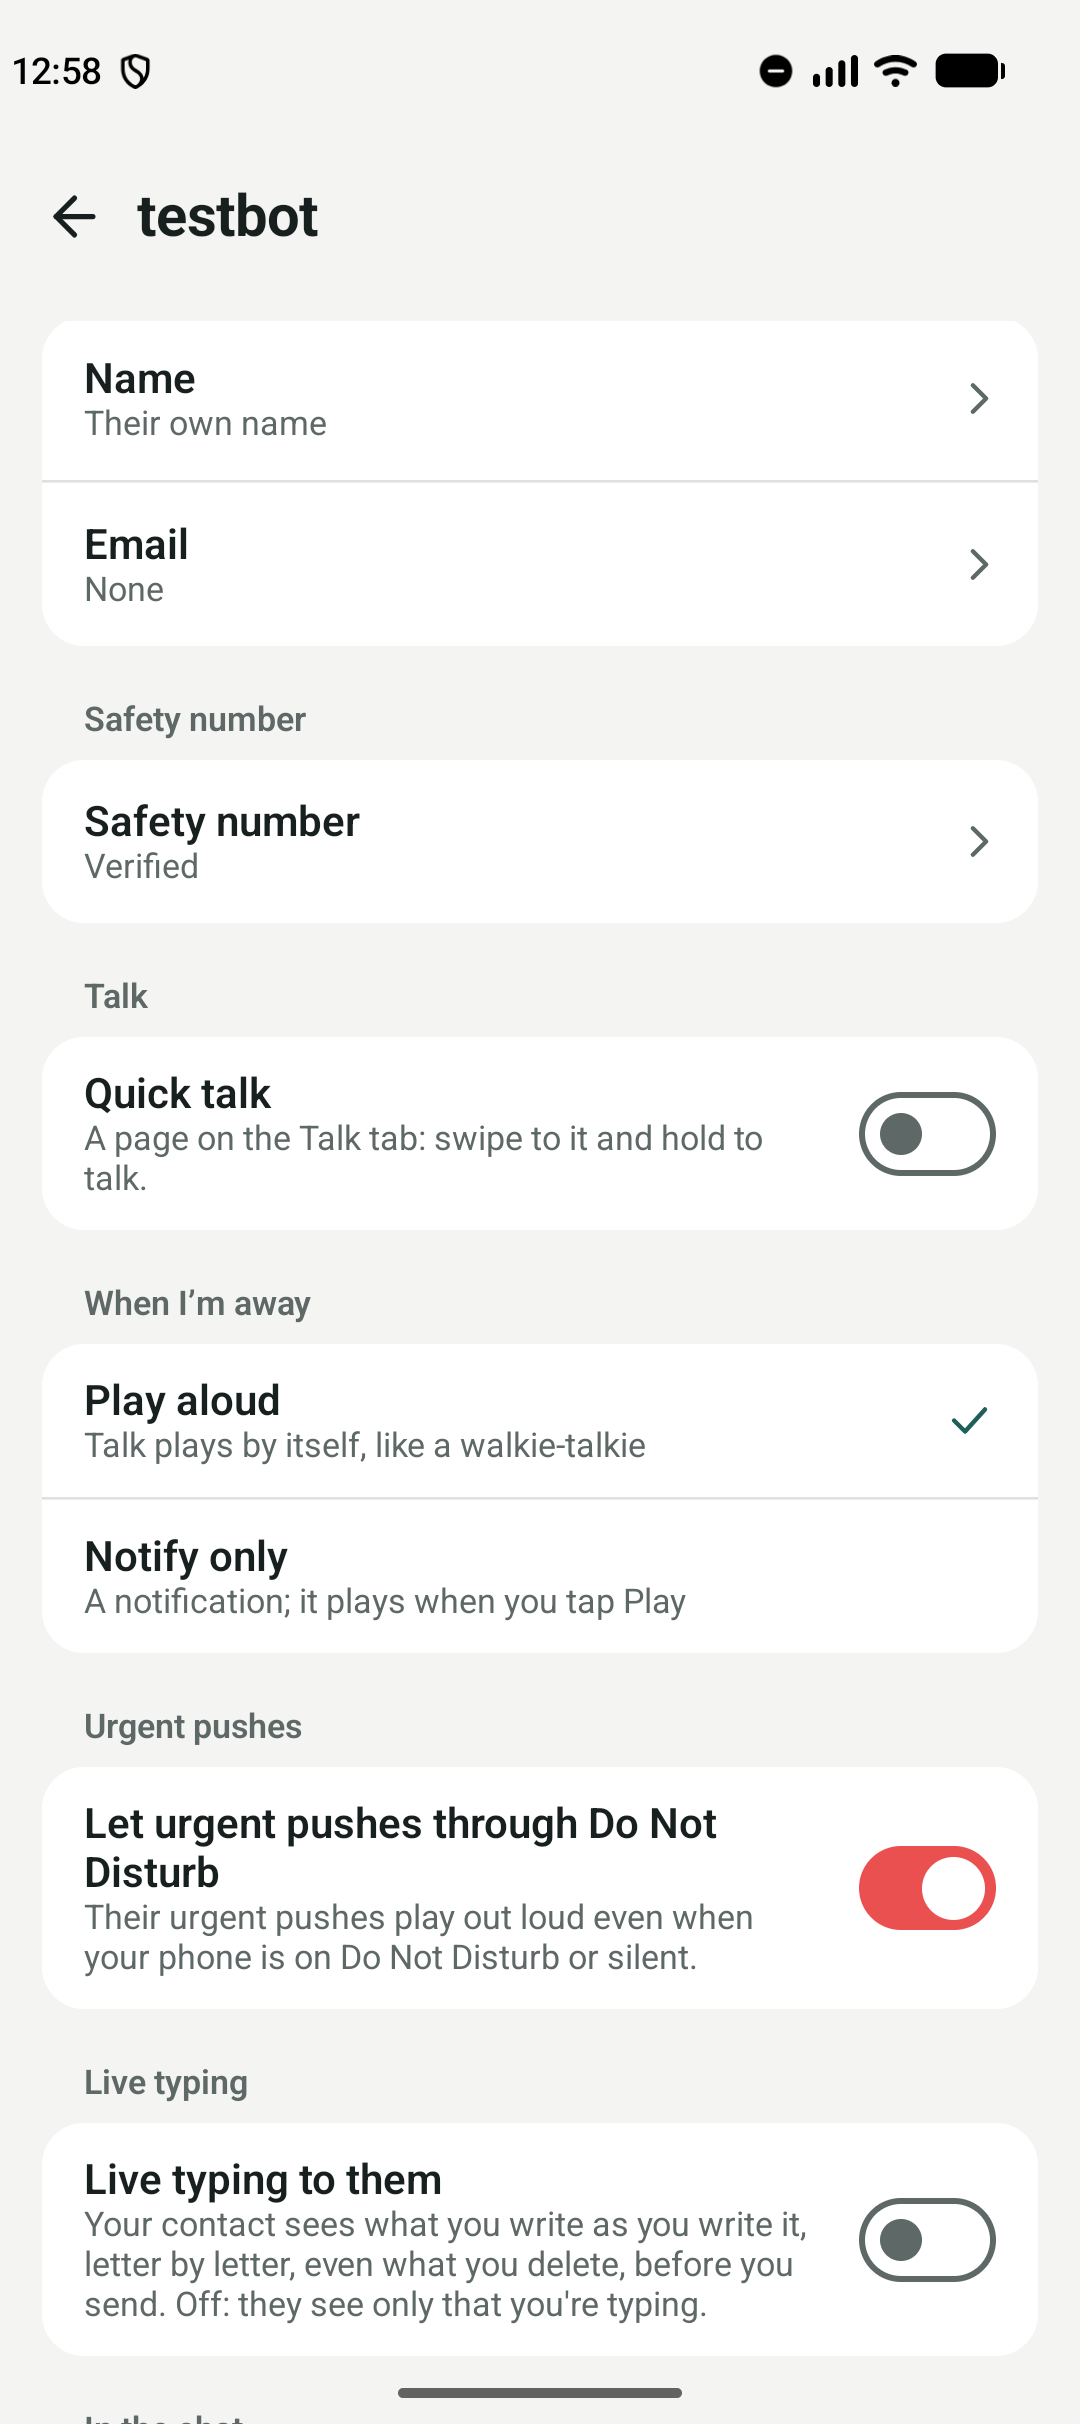 12:58
testbot
Name
Their own name
Email
None
Safety number
Safety number
Verified
Talk
Quick talk
A page on the Talk tab: swipe to it and hold to
talk.
When I’m away
Play aloud
Talk plays by itself, like a walkie-talkie
Notify only
A notification; it plays when you tap Play
Urgent pushes
Let urgent pushes through Do Not
Disturb
Their urgent pushes play out loud even when
your phone is on Do Not Disturb or silent.
Live typing
Live typing to them
Your contact sees what you write as you write it,
letter by letter, even what you delete, before you
send. Off: they see only that you're typing.
In the chat